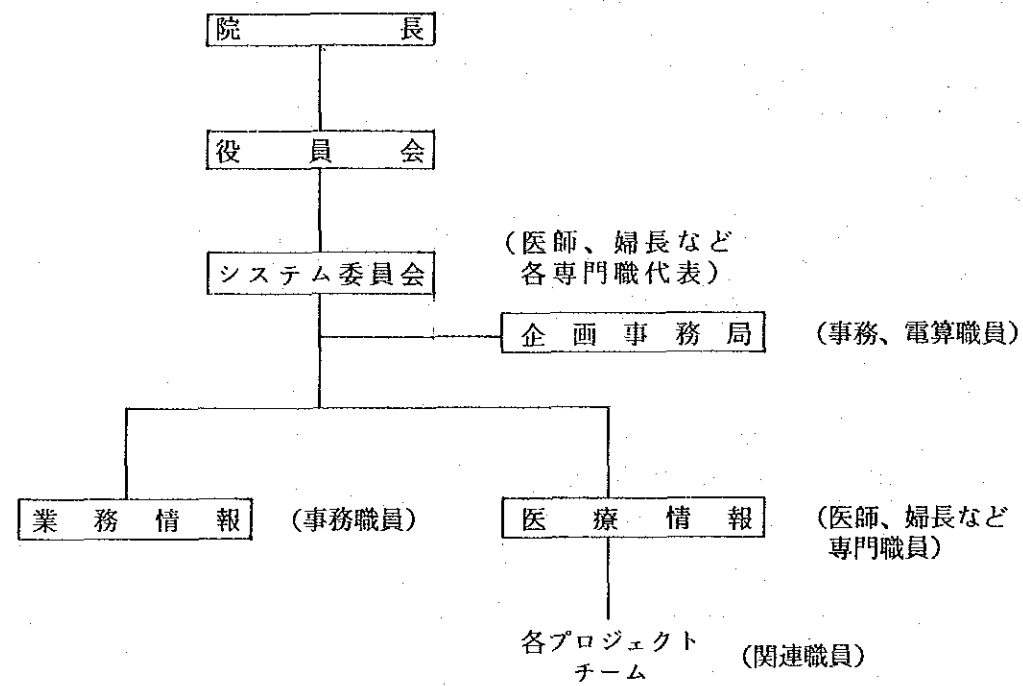 院長
役員会
システム委員会
(医師、婦長など
各専門職代表)
企画事務局
(事務、電算職員)
業務情報
(事務職員)
医療情報
(医師、婦長など
専門職員)
各プロジェクト
チーム
(関連職員)